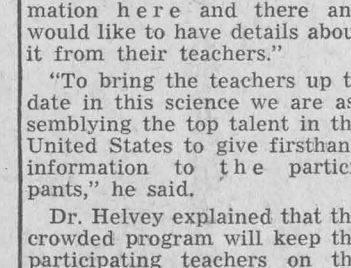 mation here and there an
would like to have details abou
it from their teachers."
"To bring the teachers up t
date in this science we are as
semblying the top talent in th
United States to give firsthan
information to the partici
pants," he said.
Dr. Helvey explained that th
crowded program will keep th
participating teachers on th